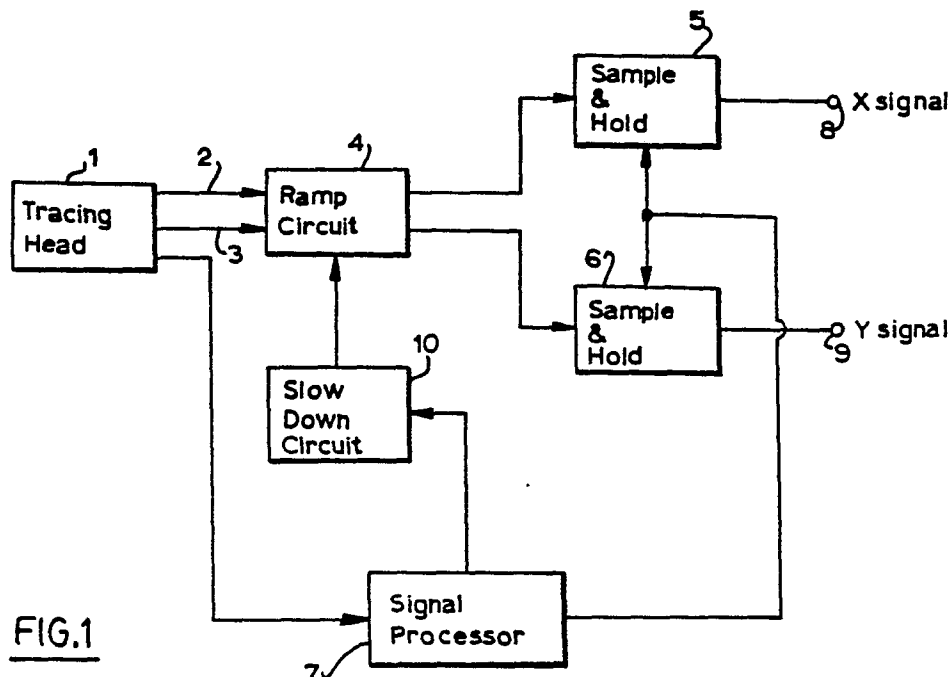 5
Sample
&
Hold
8
X signal
4
1
2
Ramp
Circuit
Tracing
Head
3
6
Sample
&
Hold
9
Y signal
10
Slow
Down
Circuit
Signal
Processor
7
FIG.1